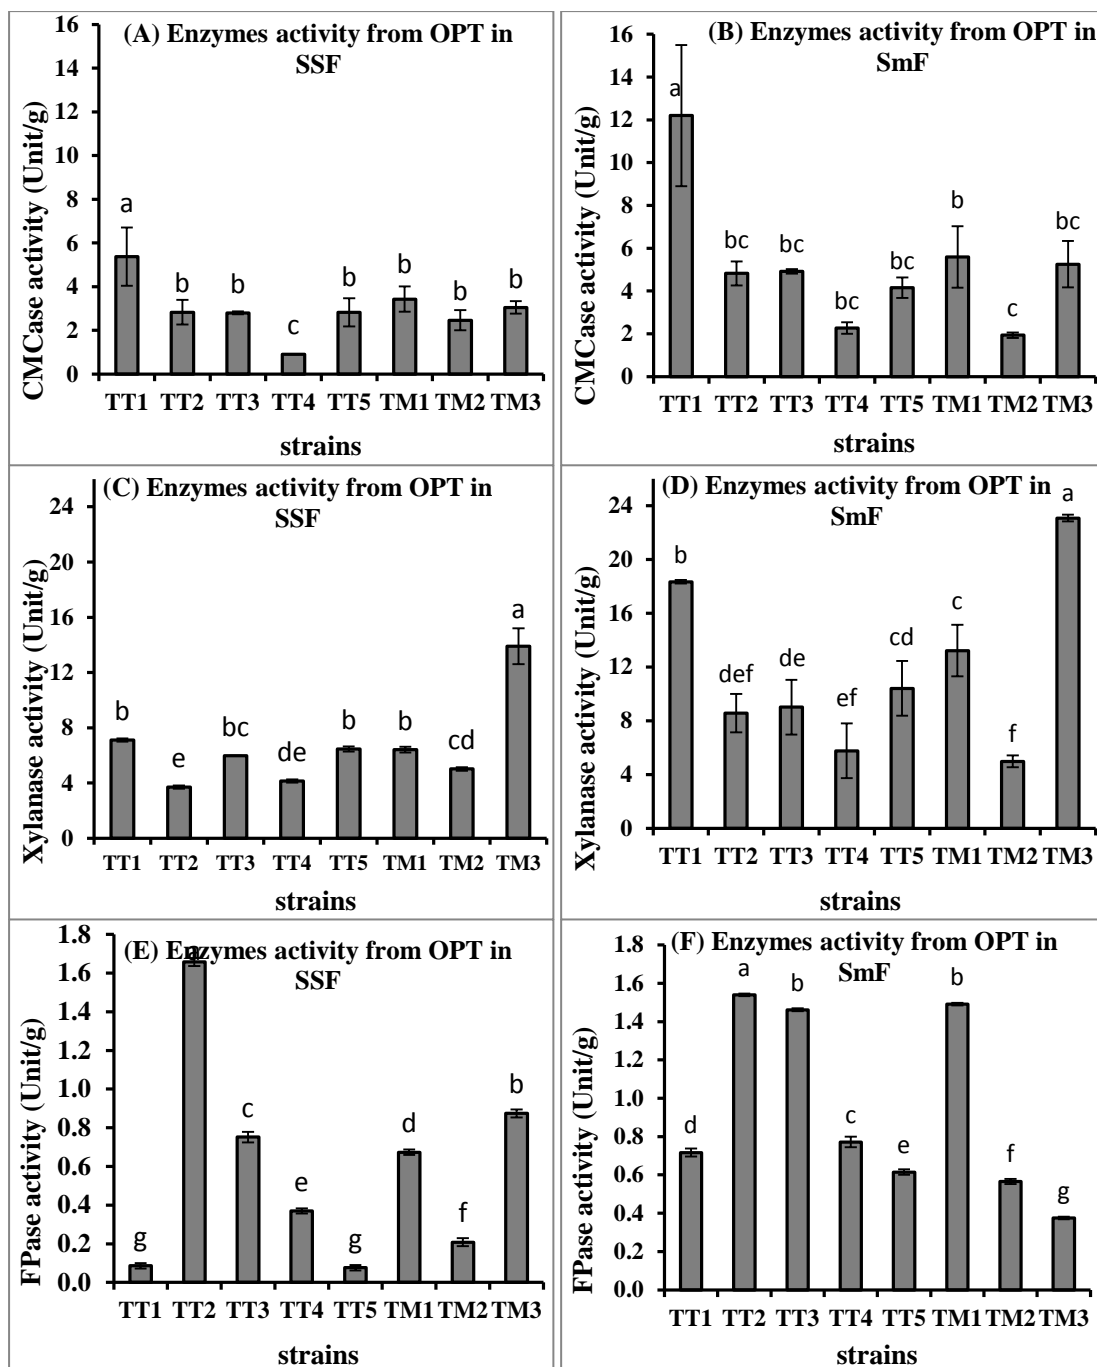 (A) Enzymes activity from OPT in
SSF
CMCase activity (Unit/g)
16
14
12
10
8
6
4
2
0
a
b
b
c
b
b
b
b
TT1 TT2 TT3 TT4 TT5 TM1 TM2 TM3
strains
(B) Enzymes activity from OPT in
SmF
CMCase activity (Unit/g)
16
14
12
10
8
6
4
2
0
a
bc
bc
bc
bc
b
c
bc
TT1 TT2 TT3 TT4 TT5 TM1 TM2 TM3
strains
(C) Enzymes activity from OPT in
SSF
Xylanase activity (Unit/g)
24
20
16
12
8
4
0
b
e
bc
de
b
b
cd
a
TT1 TT2 TT3 TT4 TT5 TM1 TM2 TM3
strains
(D) Enzymes activity from OPT in
SmF
Xylanase activity (Unit/g)
24
20
16
12
8
4
0
b
def
de
ef
cd
c
f
a
TT1 TT2 TT3 TT4 TT5 TM1 TM2 TM3
strains
(E) Enzymes activity from OPT in
SSF
FPase activity (Unit/g)
1.8
1.6
1.4
1.2
1.0
0.8
0.6
0.4
0.2
0.0
g
a
c
e
g
d
f
b
TT1 TT2 TT3 TT4 TT5 TM1 TM2 TM3
strains
(F) Enzymes activity from OPT in
SmF
FPase activity (Unit/g)
1.8
1.6
1.4
1.2
1.0
0.8
0.6
0.4
0.2
0.0
d
a
b
c
e
b
f
g
TT1 TT2 TT3 TT4 TT5 TM1 TM2 TM3
strains